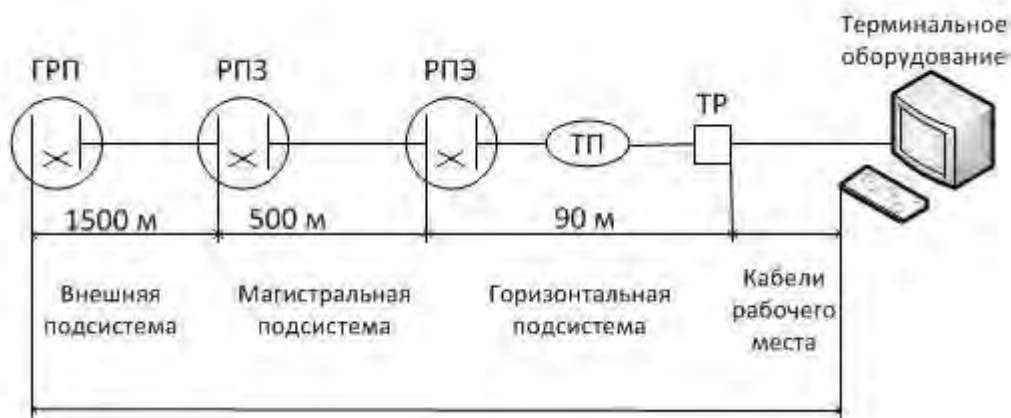 Терминальное
оборудование
ГРП
РПЗ
РПЭ
ТП
ТР
1500 м
500 м
90 м
Внешняя
подсистема
Магистральная
подсистема
Горизонтальная
подсистема
Кабели
рабочего
места